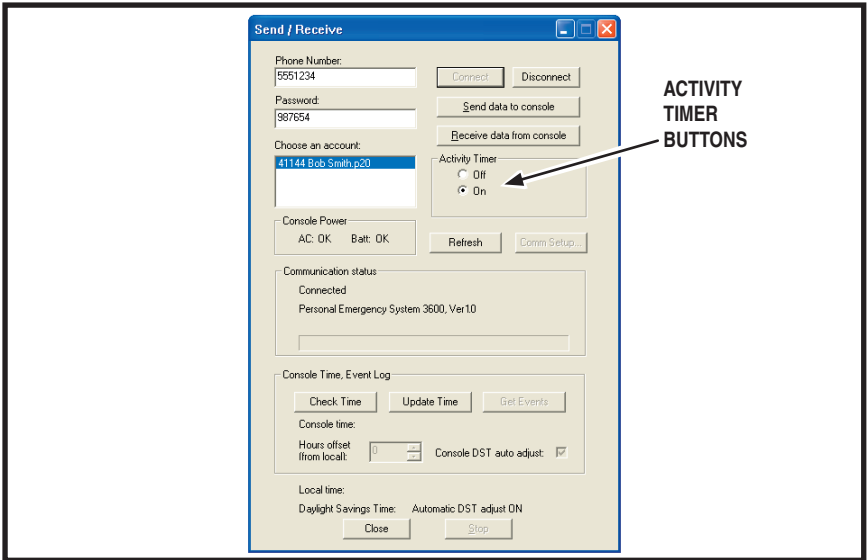 Send / Receive
Phone Number:
5551234
Connect
Disconnect
Password:
987654
Send data to console
Receive data from console
Choose an account:
41144 Bob Smith.p20
Activity Timer
Off
On
ACTIVITY
TIMER
BUTTONS
Console Power
AC: OK Batt: OK
Refresh
Comm Setup...
Communication status
Connected
Personal Emergency System 3600, Ver1.0
Console Time, Event Log
Check Time
Update Time
Get Events
Console time:
Hours offset
(from local):
0
Console DST auto adjust:
Local time:
Daylight Savings Time: Automatic DST adjust ON
Close
Stop